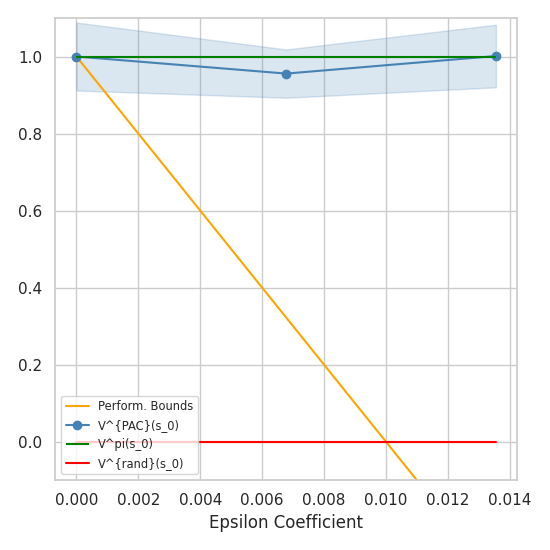 1.0
0.8
0.6
0.4
0.2
0.0
Perform. Bounds
V^{PAC}(s_0)
V^pi(s_0)
V^{rand}(s_0)
0.000 0.002 0.004 0.006 0.008 0.010 0.012 0.014
Epsilon Coefficient